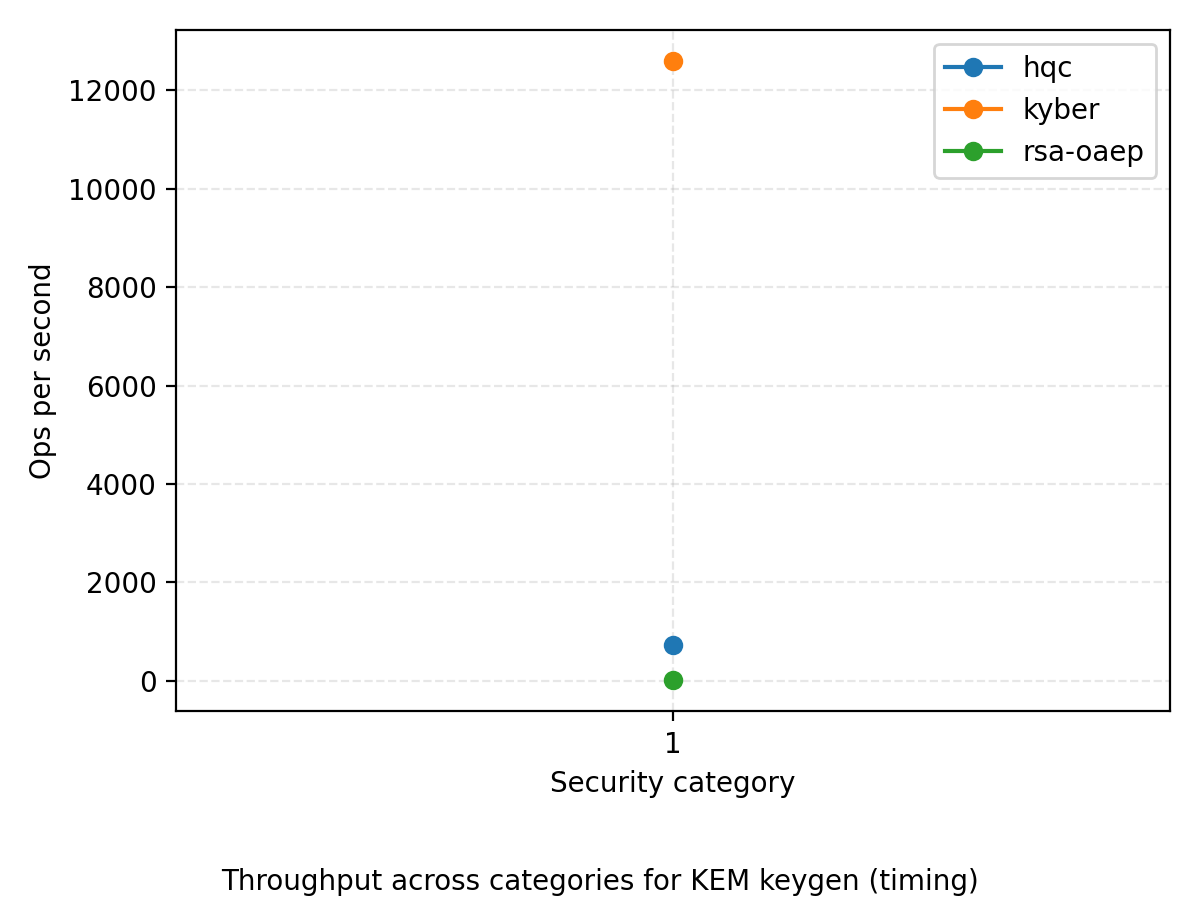 12000
10000
8000
6000
4000
2000
0
Ops per second
hqc
kyber
rsa-oaep
1
Security category
Throughput across categories for KEM keygen (timing)